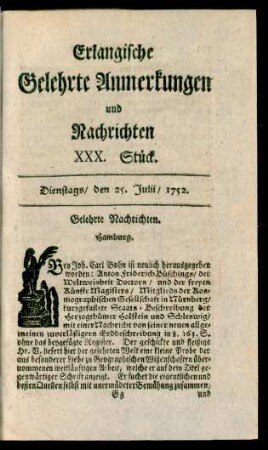 Erlangische
Gelehrte Anmerkungen
und
Nachrichten
XXX. Stück.
Dienstags/ den 25. Julii/ 1752.
Gelehrte Nachrichten.
Hamburg.
Bey Joh. Carl Bohn ist neulich herausgegeben
worden: Anton Friderich Büschings, der
Weltweisheit Doctors/ und der freyen
Künste Magisters/ Mitglieds der Kos-
mographischen Gesellschaft in Nürnberg/
kurzgefaßte Staats-Beschreibung der
Herzogthümer Holstein und Schleswig/
mit einer Nachricht von seiner neuen allge-
meinen zuverläßigen Erdbeschreibung in 8. 163. S.
ohne das beygefügte Register. Der geschickte und fleißige
Hr. V. liefert hier der gelehrten Welt eine kleine Probe der
aus besonderer Liebe zu Geographischen Wissenschaften über-
nommenen weitläuftigen Arbeit, welche er auf dem Titel ge-
genwärtiger Schrift anzeigt. Er suchet die eigentlichen und
besten Quellen selbst mit unermüdeter Bemühung zusammen,
Gg und